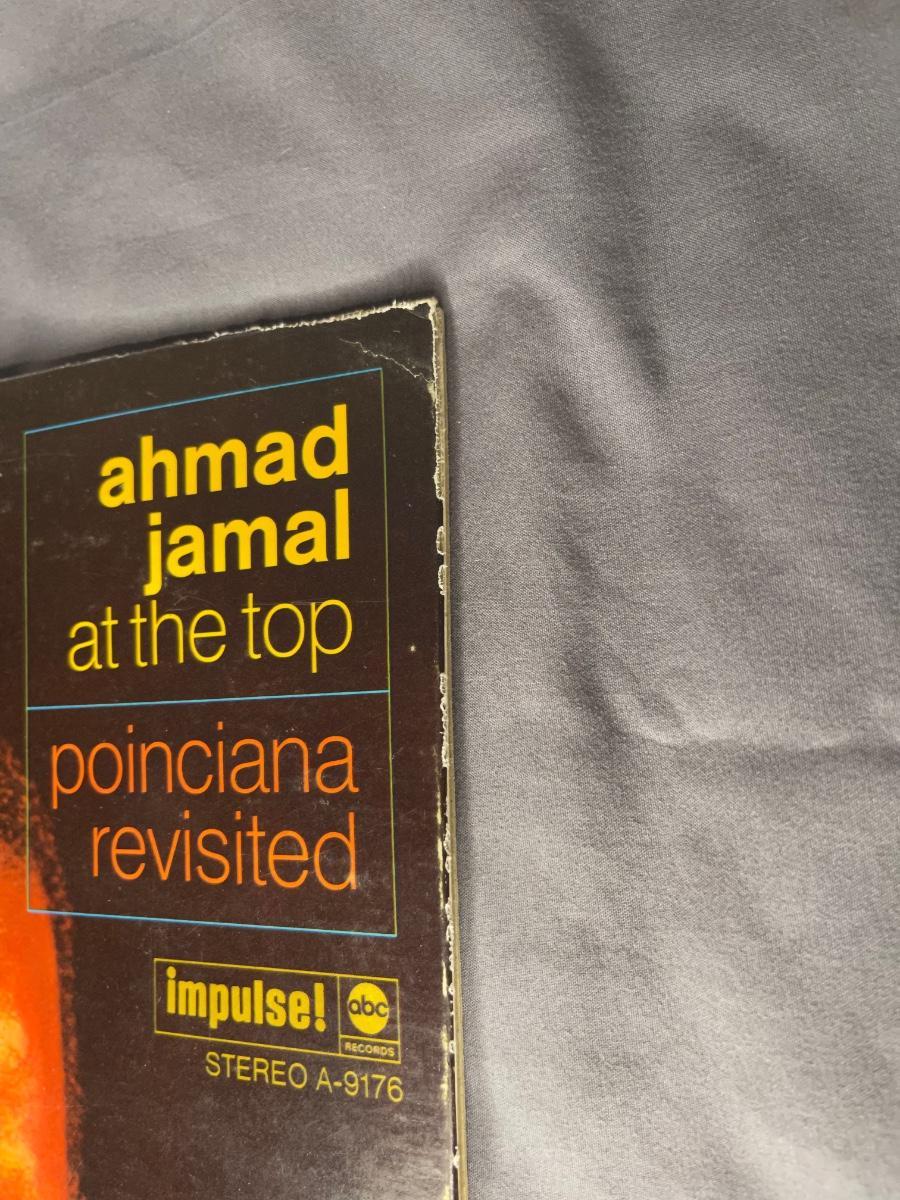 ahmad
jamal
at the top
poinciana
revisited
impulse! abc
RECORDS
STEREO A-9176